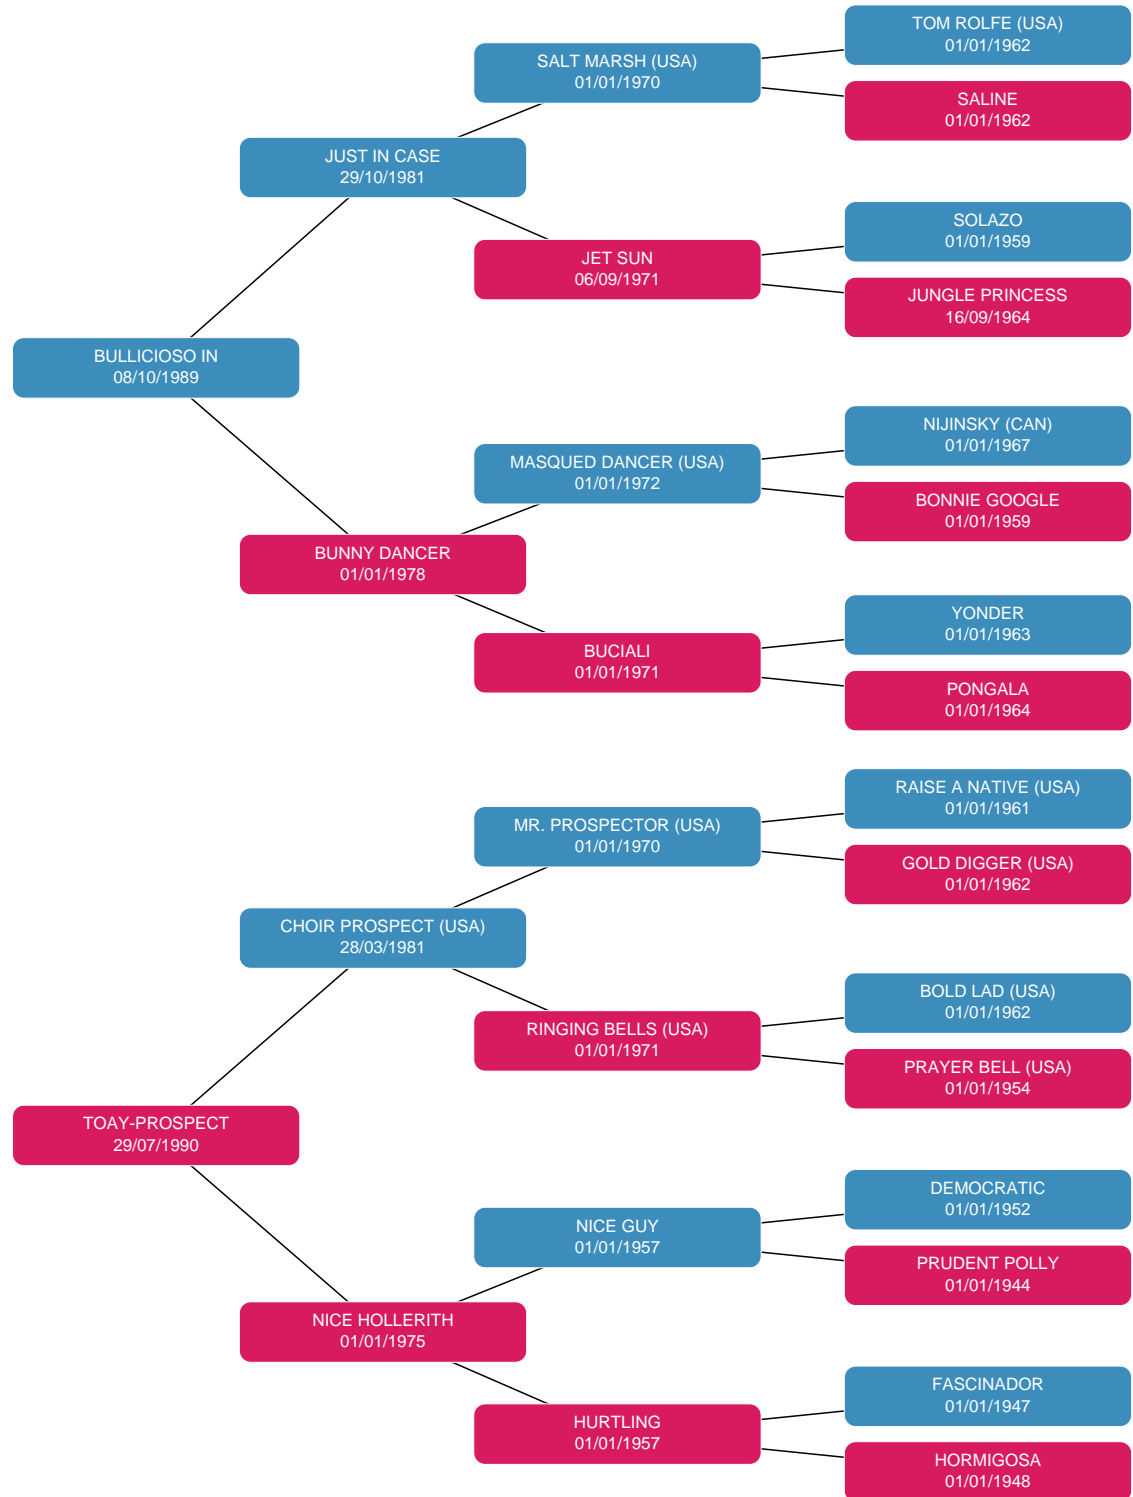 TOM ROLFE (USA)
01/01/1962
SALT MARSH (USA)
01/01/1970
SALINE
01/01/1962
JUST IN CASE
29/10/1981
SOLAZO
01/01/1959
JET SUN
06/09/1971
JUNGLE PRINCESS
16/09/1964
BULLICIOSO IN
08/10/1989
NIJINSKY (CAN)
01/01/1967
MASQUED DANCER (USA)
01/01/1972
BONNIE GOOGLE
01/01/1959
BUNNY DANCER
01/01/1978
YONDER
01/01/1963
BUCIALI
01/01/1971
PONGALA
01/01/1964
RAISE A NATIVE (USA)
01/01/1961
MR. PROSPECTOR (USA)
01/01/1970
GOLD DIGGER (USA)
01/01/1962
CHOIR PROSPECT (USA)
28/03/1981
BOLD LAD (USA)
01/01/1962
RINGING BELLS (USA)
01/01/1971
PRAYER BELL (USA)
01/01/1954
TOAY-PROSPECT
29/07/1990
DEMOCRATIC
01/01/1952
NICE GUY
01/01/1957
PRUDENT POLLY
01/01/1944
NICE HOLLERITH
01/01/1975
FASCINADOR
01/01/1947
HURTLING
01/01/1957
HORMIGOSA
01/01/1948